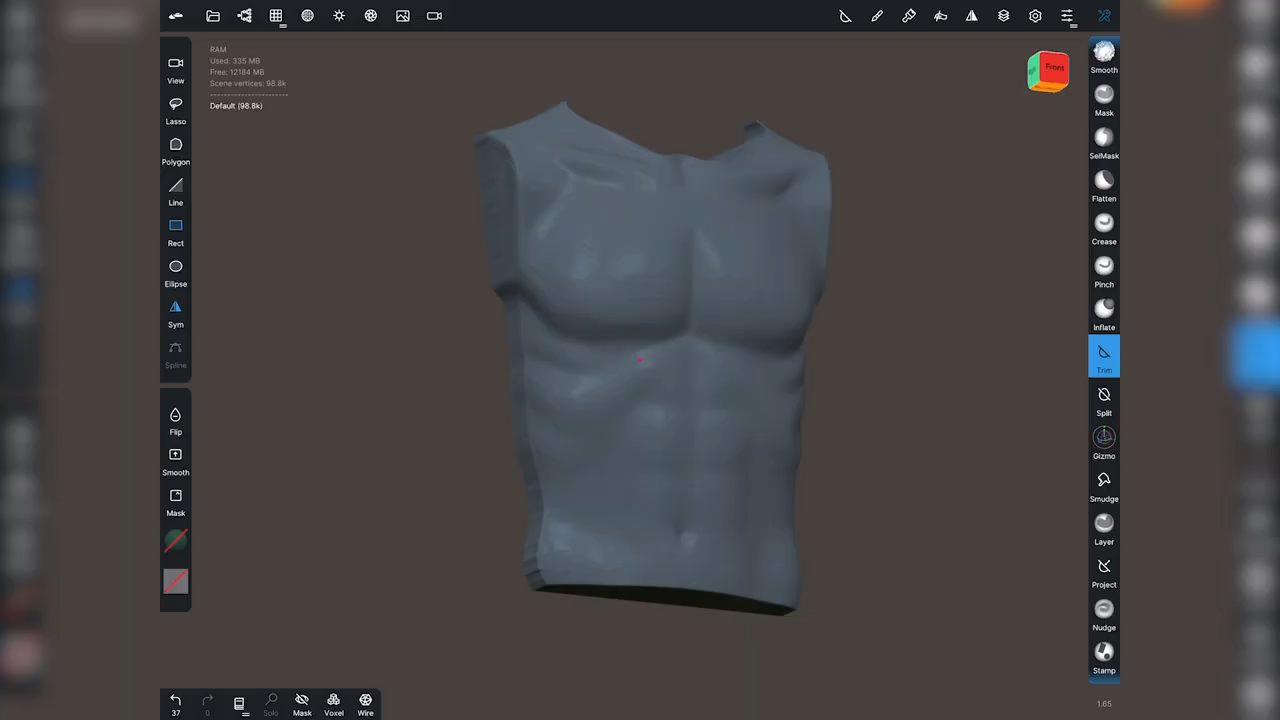 RAM
Used: 335 MB
Free: 12184 MB
Scene vertices: 98.8k
Default (98.8k)
Front
View
Lasso
Polygon
Line
Rect
Ellipse
Sym
Spline
Flip
Smooth
Mask
Smooth
Mask
SelMask
Flatten
Crease
Pinch
Inflate
Trim
Split
Gizmo
Smudge
Layer
Project
Nudge
Stamp
37
0
Solo
Mask
Voxel
Wire
1.65